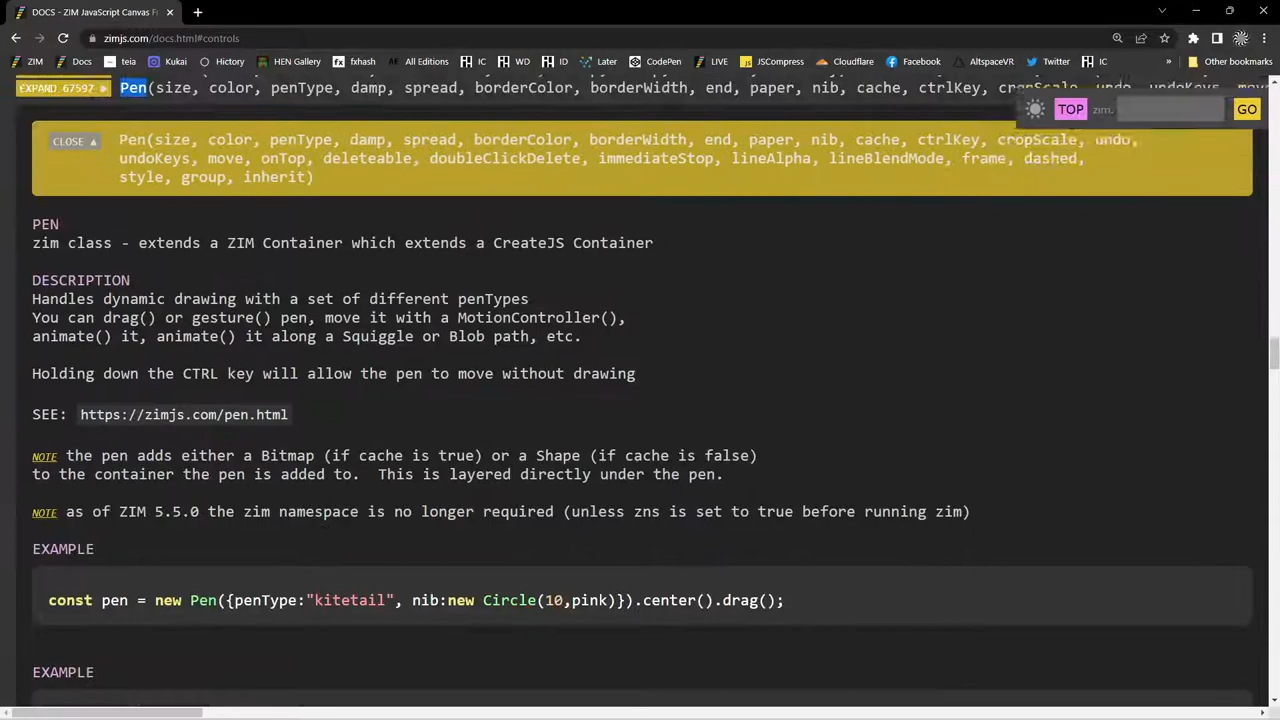 DOCS - ZIM JavaScript Canvas Fr
zimjs.com/docs.html#controls
ZIM Docs teia Kukai Hictory HEN Gallery fxhash All Editions IC WD ID Later CodePen LIVE JSCompress Cloudflare Facebook AltspaceVR Twitter IC » Other bookmarks
EXPAND 67597 Pen(size, color, penType, damp, spread, borderColor, borderWidth, end, paper, nib, cache, ctrlKey, cropScale, undo, undoKeys, move
TOP zim. GO
CLOSE ▲ Pen(size, color, penType, damp, spread, borderColor, borderWidth, end, paper, nib, cache, ctrlKey, cropScale, undo,
undoKeys, move, onTop, deleteable, doubleClickDelete, immediateStop, lineAlpha, lineBlendMode, frame, dashed,
style, group, inherit)
PEN
zim class - extends a ZIM Container which extends a CreateJS Container
DESCRIPTION
Handles dynamic drawing with a set of different penTypes
You can drag() or gesture() pen, move it with a MotionController(),
animate() it, animate() it along a Squiggle or Blob path, etc.
Holding down the CTRL key will allow the pen to move without drawing
SEE: https://zimjs.com/pen.html
NOTE the pen adds either a Bitmap (if cache is true) or a Shape (if cache is false)
to the container the pen is added to. This is layered directly under the pen.
NOTE as of ZIM 5.5.0 the zim namespace is no longer required (unless zns is set to true before running zim)
EXAMPLE
const pen = new Pen({penType:"kitetail", nib:new Circle(10,pink)}).center().drag();
EXAMPLE